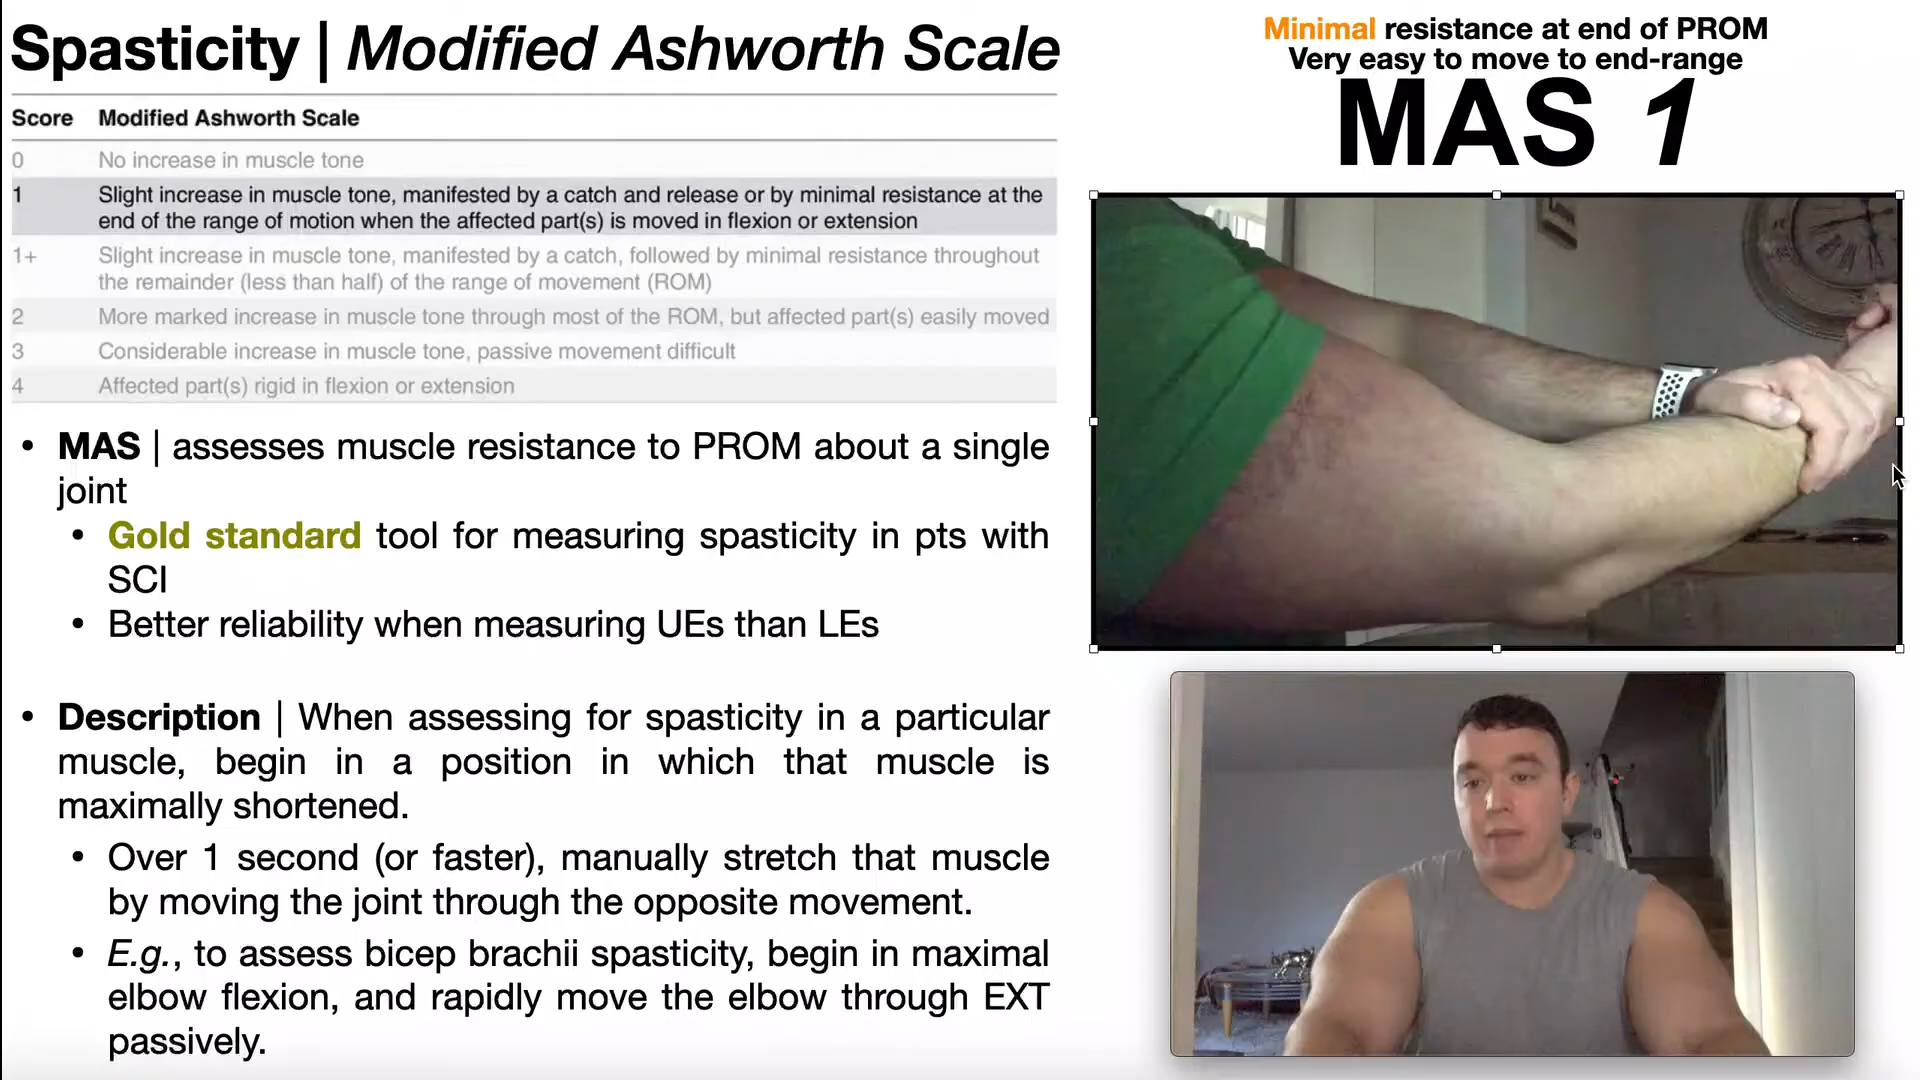 Spasticity | Modified Ashworth Scale
Score Modified Ashworth Scale
0 No increase in muscle tone
1 Slight increase in muscle tone, manifested by a catch and release or by minimal resistance at the
end of the range of motion when the affected part(s) is moved in flexion or extension
1+ Slight increase in muscle tone, manifested by a catch, followed by minimal resistance throughout
the remainder (less than half) of the range of movement (ROM)
2 More marked increase in muscle tone through most of the ROM, but affected part(s) easily moved
3 Considerable increase in muscle tone, passive movement difficult
4 Affected part(s) rigid in flexion or extension
• MAS | assesses muscle resistance to PROM about a single
joint
• Gold standard tool for measuring spasticity in pts with
SCI
• Better reliability when measuring UEs than LEs
• Description | When assessing for spasticity in a particular
muscle, begin in a position in which that muscle is
maximally shortened.
• Over 1 second (or faster), manually stretch that muscle
by moving the joint through the opposite movement.
• E.g., to assess bicep brachii spasticity, begin in maximal
elbow flexion, and rapidly move the elbow through EXT
passively.
Minimal resistance at end of PROM
Very easy to move to end-range
MAS 1